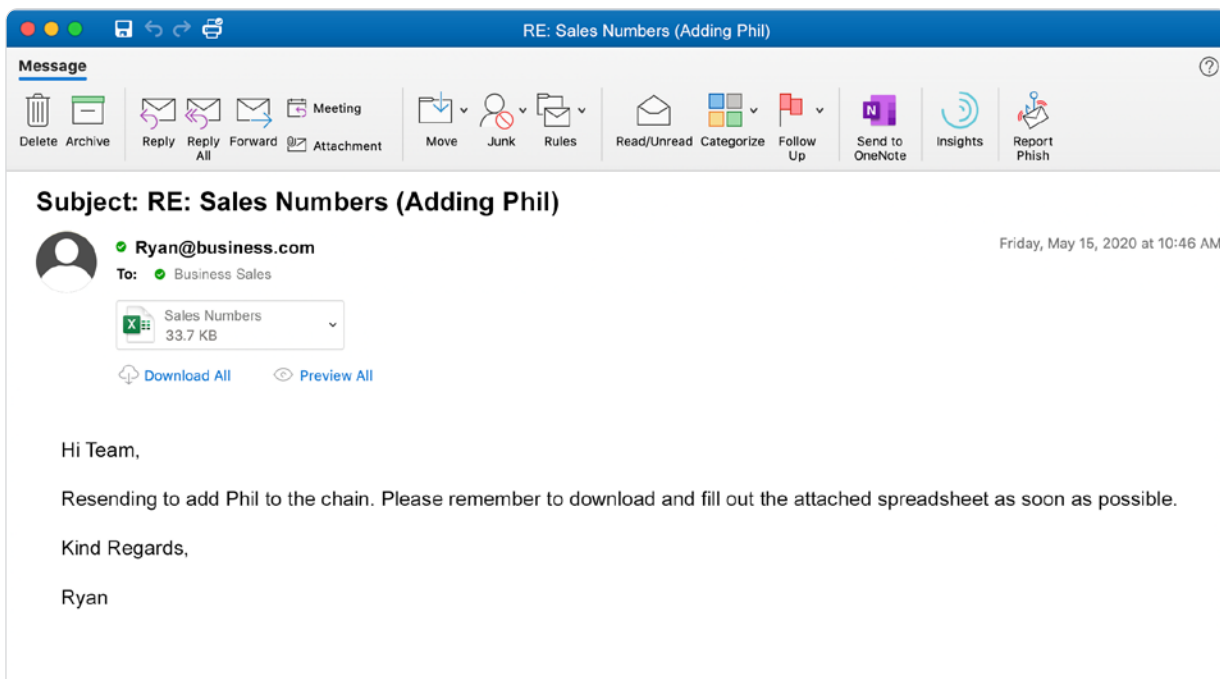 RE: Sales Numbers (Adding Phil)
Message
Delete Archive Reply Reply All Forward Meeting Attachment Move Junk Rules Read/Unread Categorize Follow Up Send to OneNote Insights Report Phish
Subject: RE: Sales Numbers (Adding Phil)
Ryan@business.com
Friday, May 15, 2020 at 10:46 AM
To: Business Sales
Sales Numbers
33.7 KB
Download All Preview All
Hi Team,
Resending to add Phil to the chain. Please remember to download and fill out the attached spreadsheet as soon as possible.
Kind Regards,
Ryan